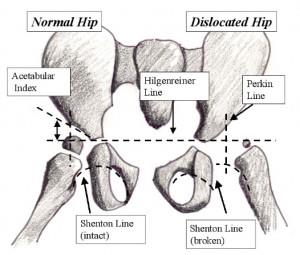 Normal Hip
Dislocated Hip
Acetabular
Index
Hilgenreiner
Line
Perkin
Line
Shenton Line
(intact)
Shenton Line
(broken)